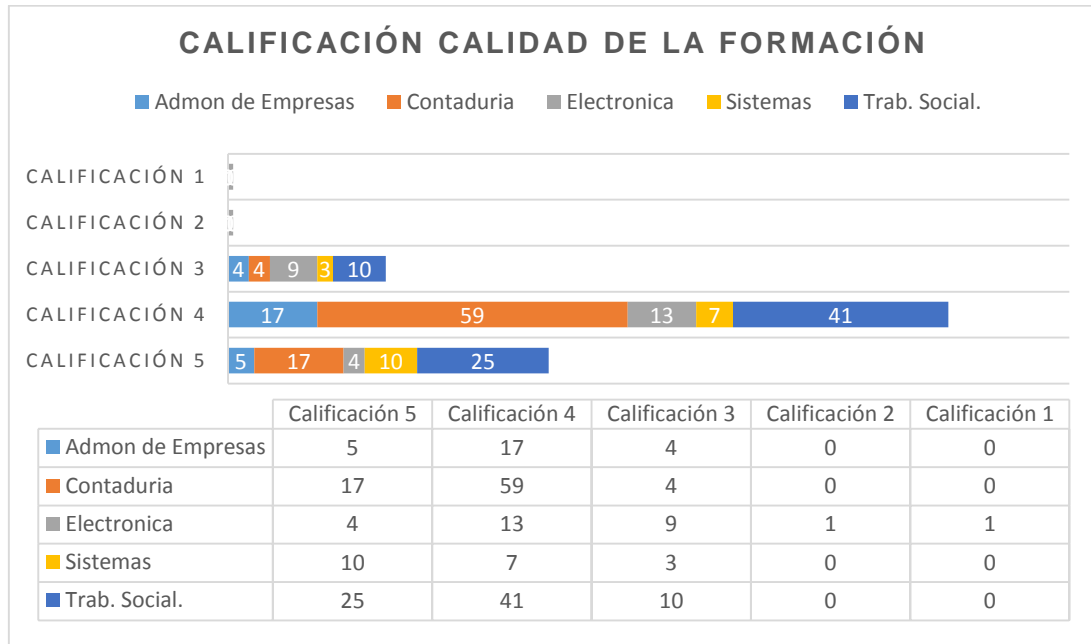 CALIFICACIÓN CALIDAD DE LA FORMACIÓN
Admon de Empresas Contaduria Electronica Sistemas Trab. Social.
CALIFICACIÓN 1
CALIFICACIÓN 2
CALIFICACIÓN 3 4 4 9 3 10
CALIFICACIÓN 4 17 59 13 7 41
CALIFICACIÓN 5 5 17 4 10 25
Calificación 5 Calificación 4 Calificación 3 Calificación 2 Calificación 1
Admon de Empresas 5 17 4 0 0
Contaduria 17 59 4 0 0
Electronica 4 13 9 1 1
Sistemas 10 7 3 0 0
Trab. Social. 25 41 10 0 0